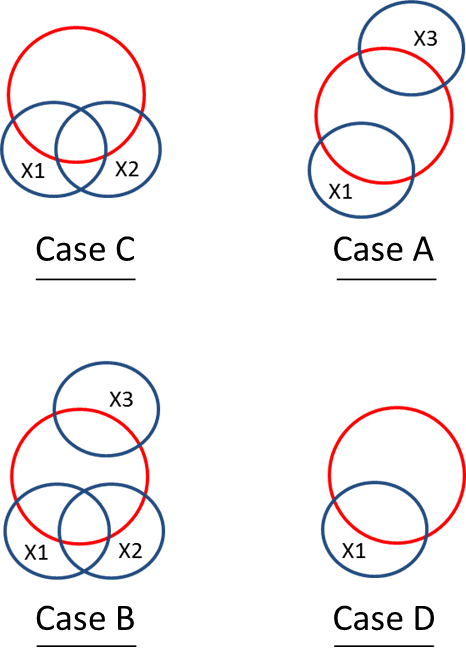 X1 X2
Case C
X3
X1
Case A
X3
X1 X2
Case B
X1
Case D